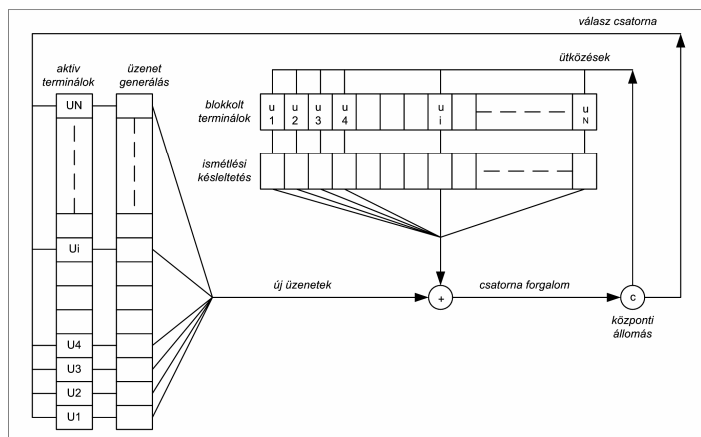 válasz csatorna
ütközések
aktív
terminálok
üzenet
generálás
blokkolt
terminálok
u
1
u
2
u
3
u
4
u
i
u
N
ismétlési
késleltetés
UN
Ui
U4
U3
U2
U1
új üzenetek
+
csatorna forgalom
c
központi
állomás